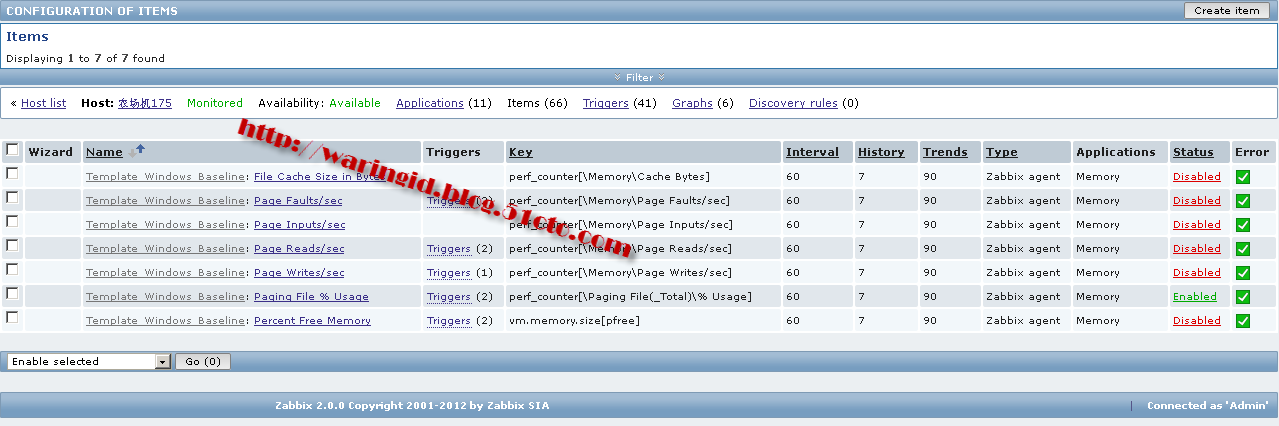 CONFIGURATION OF ITEMS Create item
Items
Displaying 1 to 7 of 7 found
Filter
« Host list Host: 农场机175 Monitored Availability: Available Applications (11) Items (66) Triggers (41) Graphs (6) Discovery rules (0)
http://waringid.blog.51cto.com
Wizard Name Triggers Key Interval History Trends Type Applications Status Error
Template Windows Baseline: File Cache Size in Bytes perf_counter[\Memory\Cache Bytes] 60 7 90 Zabbix agent Memory Disabled
Template Windows Baseline: Page Faults/sec Triggers perf_counter[\Memory\Page Faults/sec] 60 7 90 Zabbix agent Memory Disabled
Template Windows Baseline: Page Inputs/sec perf_counter[\Memory\Page Inputs/sec] 60 7 90 Zabbix agent Memory Disabled
Template Windows Baseline: Page Reads/sec Triggers (2) perf_counter[\Memory\Page Reads/sec] 60 7 90 Zabbix agent Memory Disabled
Template Windows Baseline: Page Writes/sec Triggers (1) perf_counter[\Memory\Page Writes/sec] 60 7 90 Zabbix agent Memory Disabled
Template Windows Baseline: Paging File % Usage Triggers (2) perf_counter[\Paging File(_Total)\% Usage] 60 7 90 Zabbix agent Memory Enabled
Template Windows Baseline: Percent Free Memory Triggers (2) vm.memory.size[pfree] 60 7 90 Zabbix agent Memory Disabled
Enable selected Go (0)
Zabbix 2.0.0 Copyright 2001-2012 by Zabbix SIA | Connected as 'Admin'